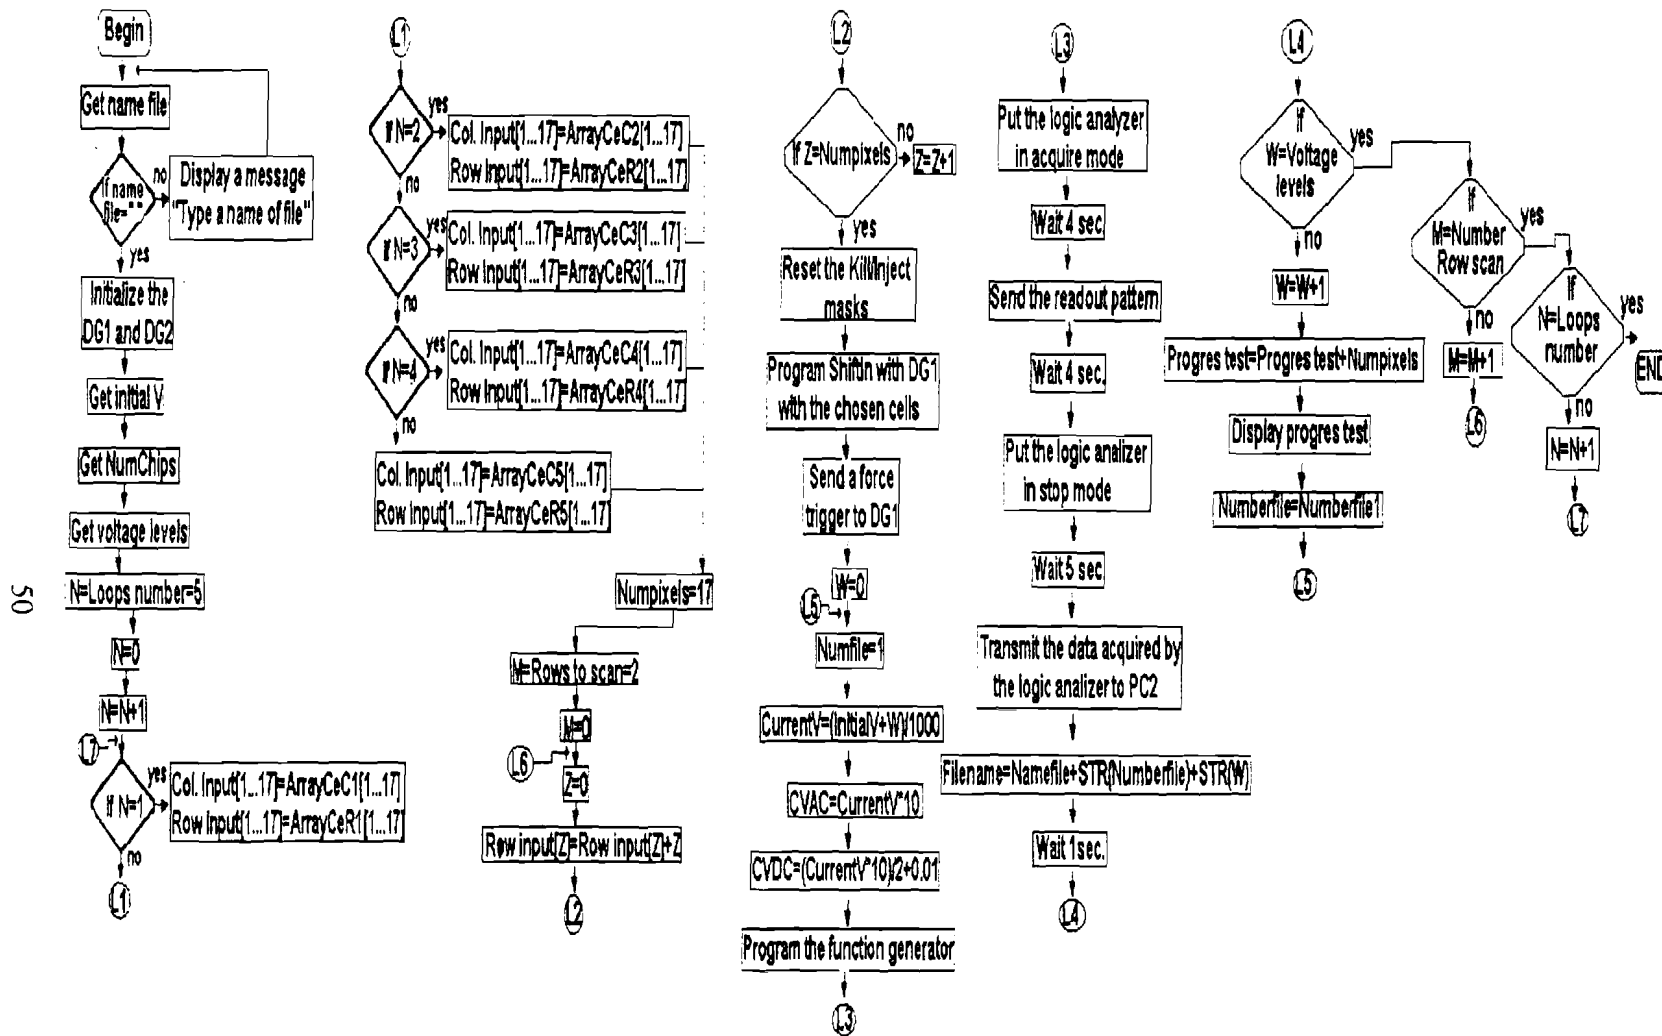 Begin
Get name file
If name
file=" "
no
Display a message
"Type a name of file"
yes
Initialize the
DG1 and DG2
Get initial V
Get NumChips
Get voltage levels
N=Loops number=5
N=0
N=N+1
L7
If N=1
yes
Col. Input[1...17]=ArrayCeC1[1...17]
Row Input[1...17]=ArrayCeR1[1...17]
no
L1
L1
If N=2
yes
Col. Input[1...17]=ArrayCeC2[1...17]
Row Input[1...17]=ArrayCeR2[1...17]
no
If N=3
yes
Col. Input[1...17]=ArrayCeC3[1...17]
Row Input[1...17]=ArrayCeR3[1...17]
no
If N=4
yes
Col. Input[1...17]=ArrayCeC4[1...17]
Row Input[1...17]=ArrayCeR4[1...17]
no
Col. Input[1...17]=ArrayCeC5[1...17]
Row Input[1...17]=ArrayCeR5[1...17]
Numpixels=17
M=Rows to scan=2
M=0
L6
Z=0
Row input[Z]=Row input[Z]+Z
L2
L2
If Z=Numpixels
no
Z=Z+1
yes
Reset the Kill/Inject
masks
Program ShiftIn with DG1
with the chosen cells
Send a force
trigger to DG1
W=0
L5
Numfile=1
CurrentV=(InitialV+W)/1000
CVAC=CurrentV*10
CVDC=(CurrentV*10)/2+0.01
Program the function generator
L3
L3
Put the logic analyzer
in acquire mode
Wait 4 sec.
Send the readout pattern
Wait 4 sec.
Put the logic analizer
in stop mode
Wait 5 sec
Transmit the data acquired by
the logic analizer to PC2
Filename=Namefile+STR(Numberfile)+STR(W)
Wait 1sec.
L4
L4
If
W=Voltage
levels
yes
no
W=W+1
Progres test=Progres test+Numpixels
Display progres test
Numberfile=Numberfile1
L5
If
M=Number
Row scan
yes
no
M=M+1
L6
If
N=Loops
number
yes
END
no
N=N+1
L7
50